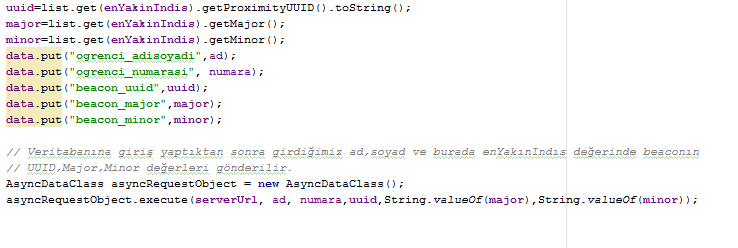 uuid=list.get(enYakinIndis).getProximityUUID().toString();
major=list.get(enYakinIndis).getMajor();
minor=list.get(enYakinIndis).getMinor();
data.put("ogrenci_adisoyadi",ad);
data.put("ogrenci_numarasi", numara);
data.put("beacon_uuid",uuid);
data.put("beacon_major",major);
data.put("beacon_minor",minor);
// Veritabanına giriş yaptıktan sonra girdiğimiz ad,soyad ve burada enYakınIndıs değerinde beaconın
// UUID,Major,Minor değerleri gönderilir.
AsyncDataClass asyncRequestObject = new AsyncDataClass();
asyncRequestObject.execute(serverUrl, ad, numara,uuid,String.valueOf(major),String.valueOf(minor));